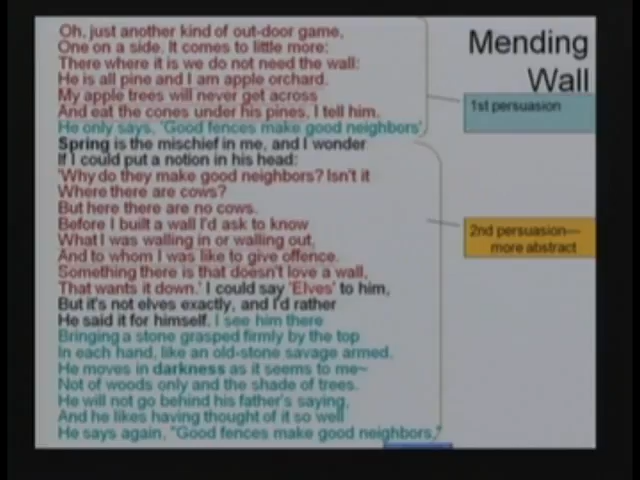 Oh, just another kind of out-door game,
One on a side. It comes to little more:
There where it is we do not need the wall:
He is all pine and I am apple orchard.
My apple trees will never get across
And eat the cones under his pines, I tell him.
He only says, 'Good fences make good neighbors'
Spring is the mischief in me, and I wonder
If I could put a notion in his head:
'Why do they make good neighbors? Isn't it
Where there are cows?
But here there are no cows.
Before I built a wall I'd ask to know
What I was walling in or walling out,
And to whom I was like to give offence.
Something there is that doesn't love a wall,
That wants it down.' I could say 'Elves' to him,
But it's not elves exactly, and I'd rather
He said it for himself. I see him there
Bringing a stone grasped firmly by the top
In each hand, like an old-stone savage armed.
He moves in darkness as it seems to me~
Not of woods only and the shade of trees.
He will not go behind his father's saying,
And he likes having thought of it so well
He says again, "Good fences make good neighbors."
Mending
Wall
1st persuasion
2nd persuasion—
more abstract